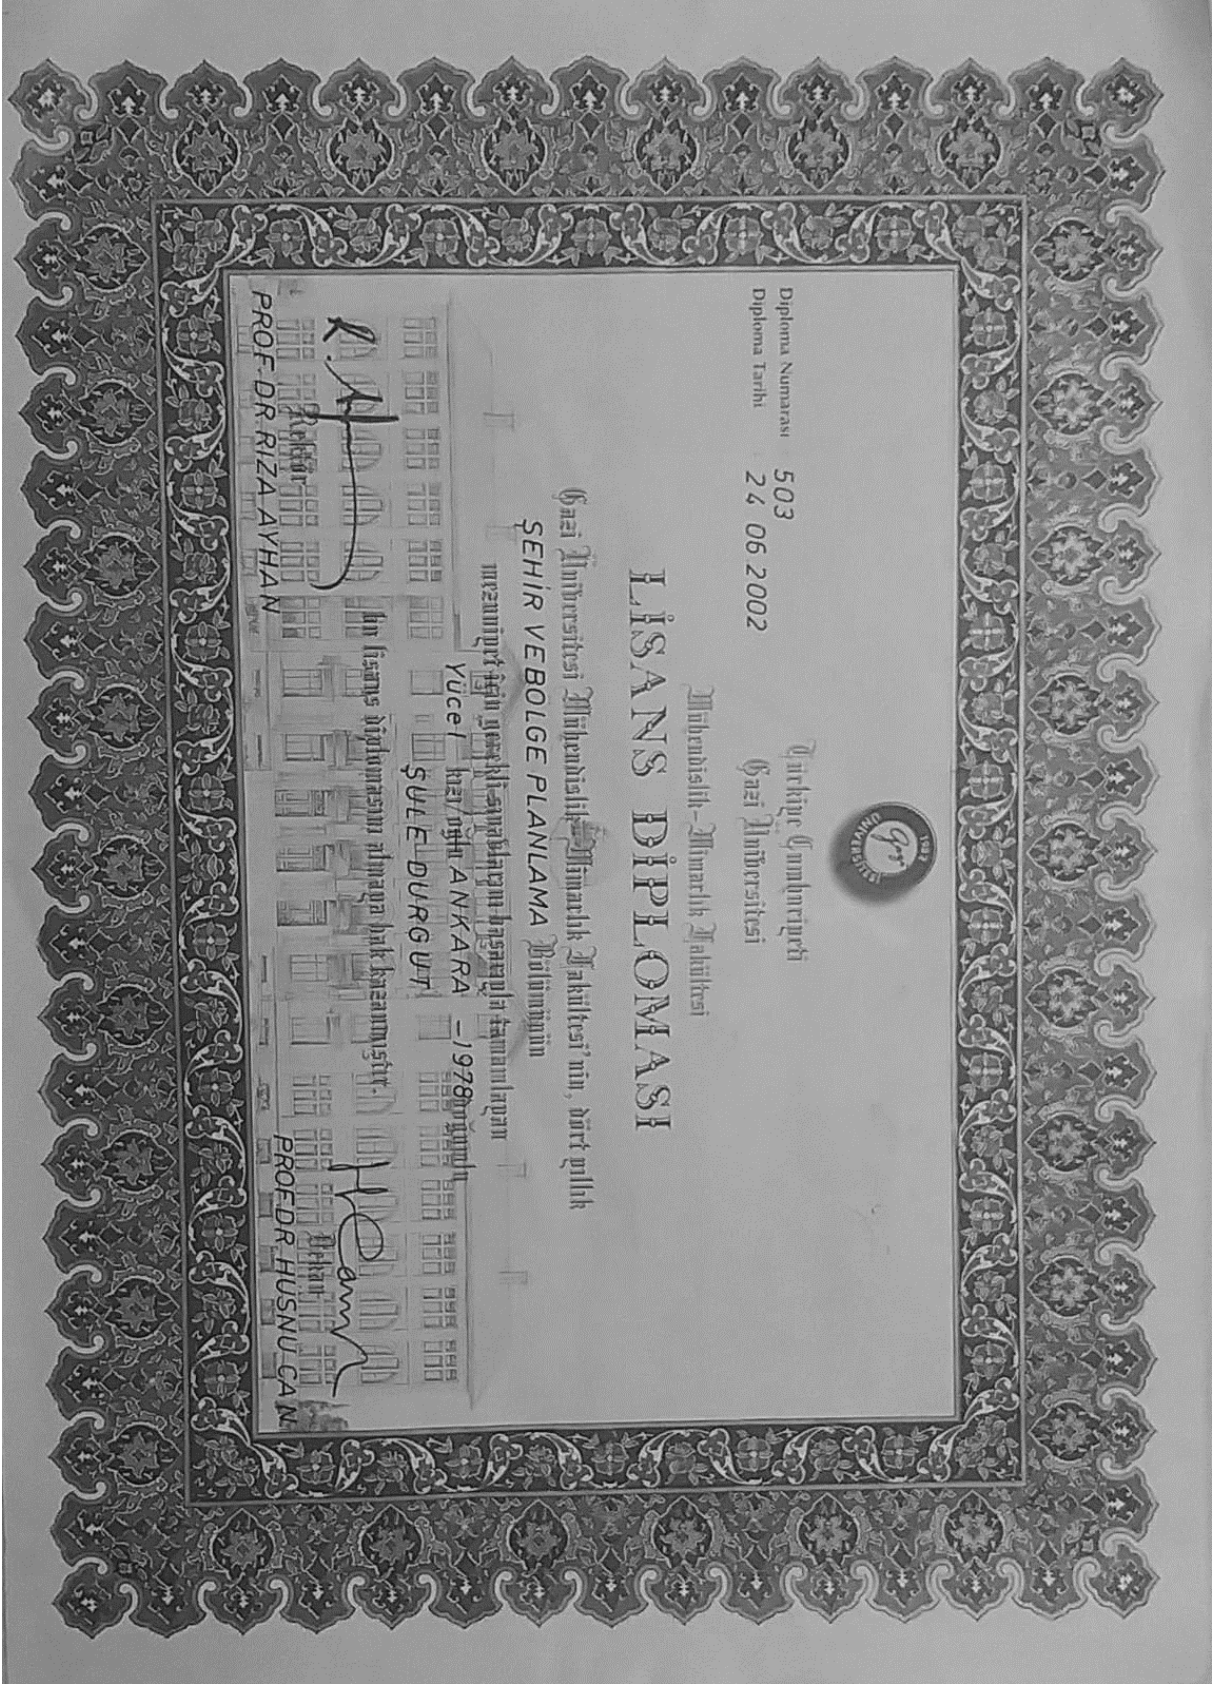 Diploma Numarası 503
Diploma Tarihi 24 06 2002
Türkiye Cumhuriyeti
Gazi Üniversitesi
Mühendislik-Mimarlık Fakültesi
LİSANS DİPLOMASI
Gazi Üniversitesi Mühendislik-Mimarlık Fakültesi'nin, dört yıllık
ŞEHİR VEBOLGE PLANLAMA Bölümünün
mezuniyet için gerekli sınavlarını başarıyla tamamlayan
Yücel kızı/oğlu ANKARA -1978 doğumlu
ŞULE DURGUT
bu lisans diplomasını almaya hak kazanmıştır.
Rektör
PROF.DR RIZA AYHAN
Dekan
PROF.DR HÜSNU CAN